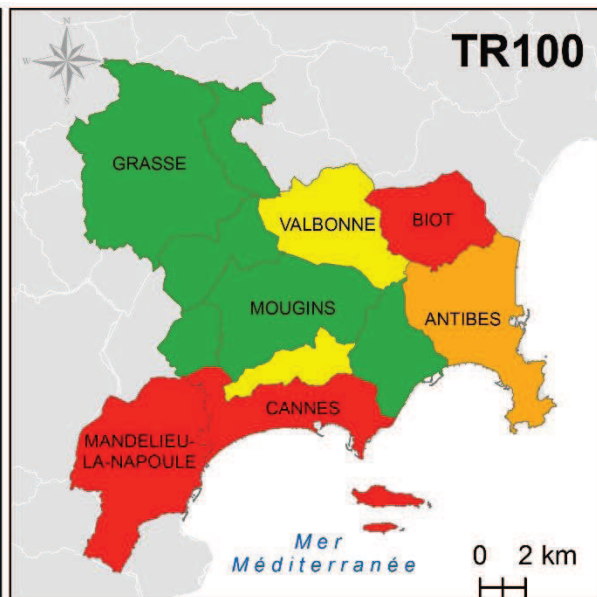 TR100
GRASSE
VALBONNE
BIOT
MOUGINS
ANTIBES
CANNES
MANDELIEU-
LA-NAPOULE
Mer
Méditerranée
0 2 km